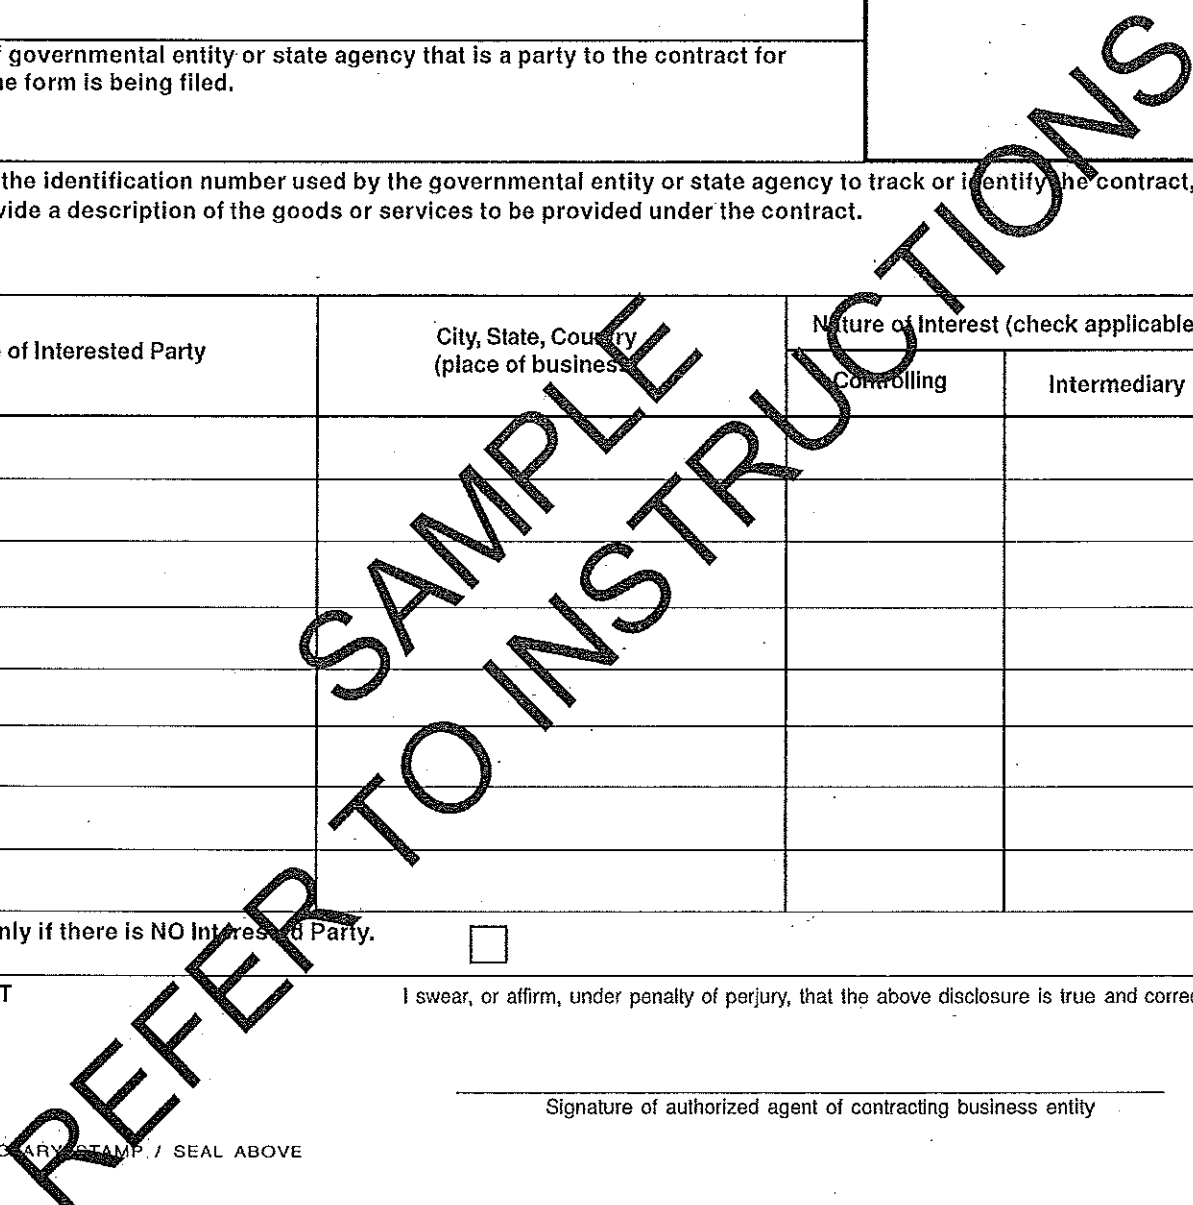 governmental entity or state agency that is a party to the contract for
form is being filed.
the identification number used by the governmental entity or state agency to track or identify the contract,
a description of the goods or services to be provided under the contract.
of Interested Party
City, State, Country
(place of business)
Nature of Interest (check applicable
Controlling
Intermediary
SAMPLE
REFER TO INSTRUCTIONS
if there is NO Interested Party.
I swear, or affirm, under penalty of perjury, that the above disclosure is true and
Signature of authorized agent of contracting business entity
STAMP / SEAL ABOVE